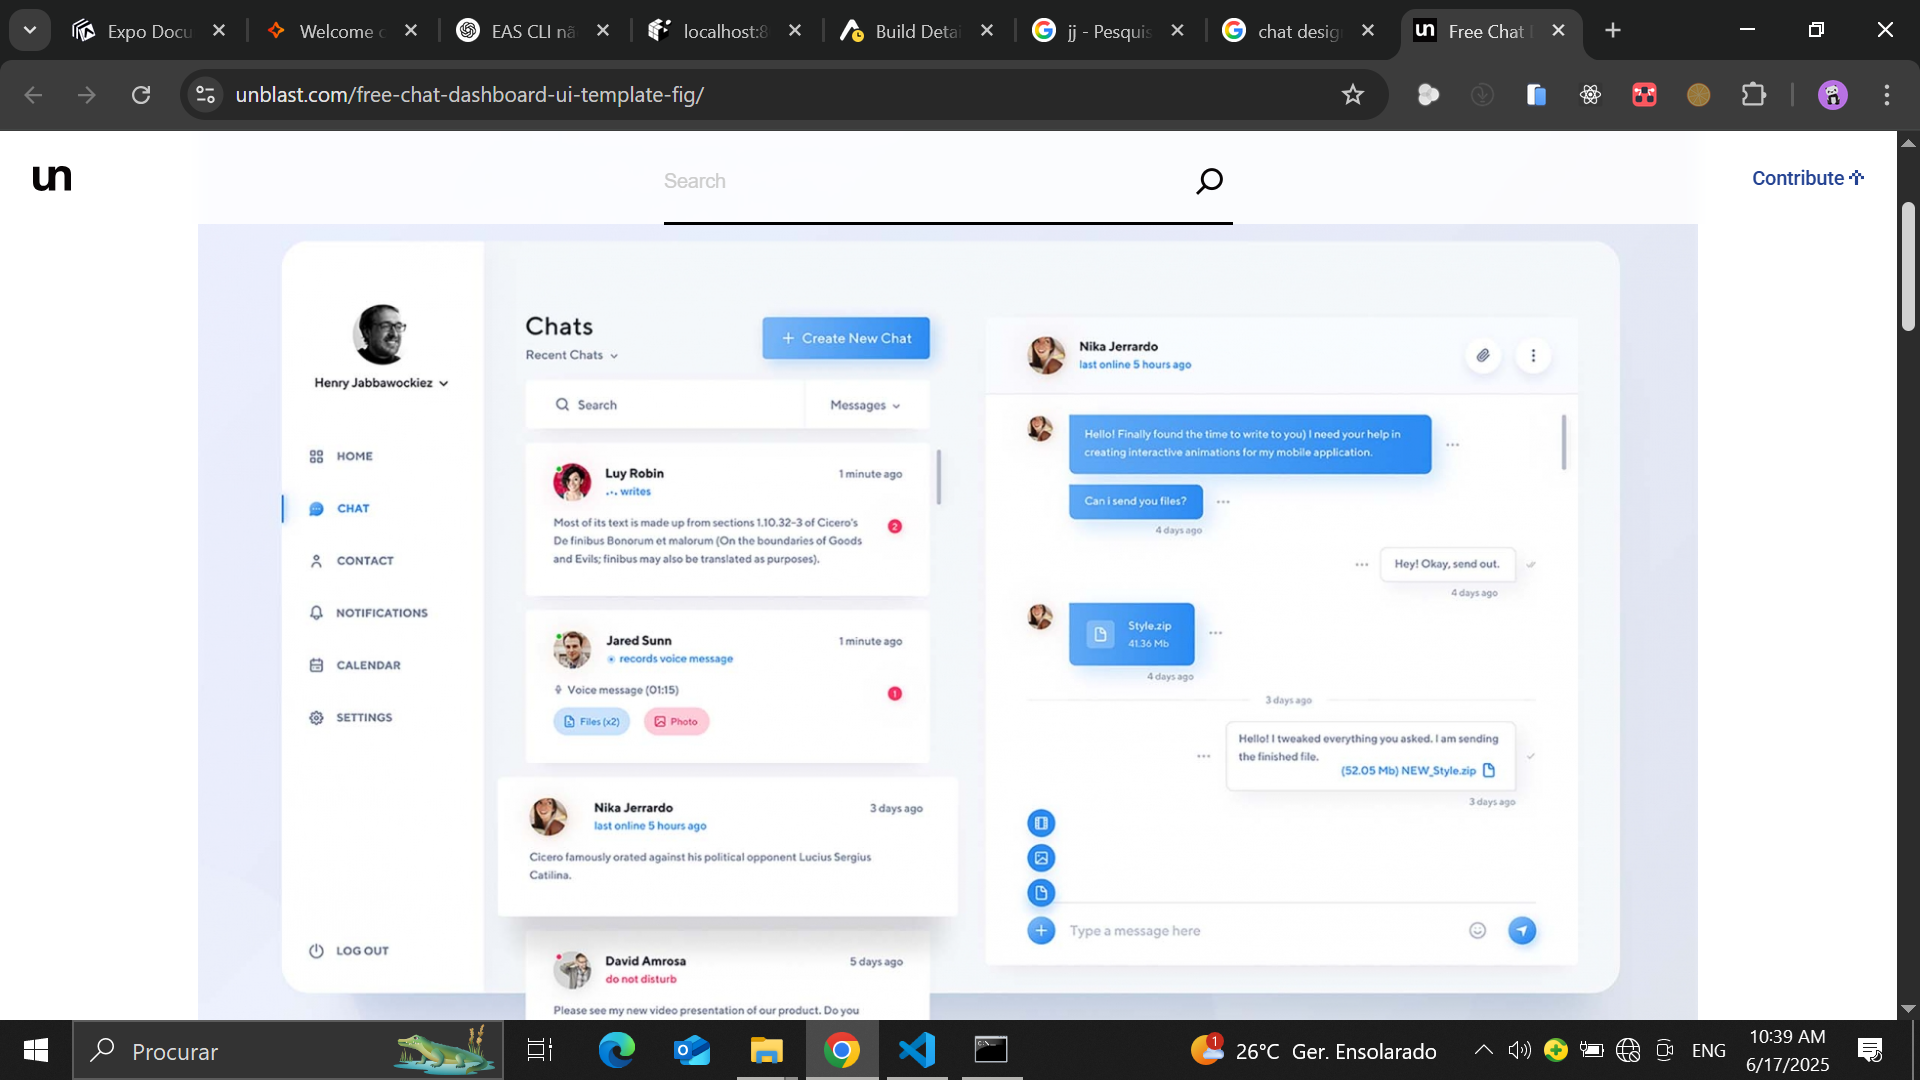 Expo Docu
Welcome
EAS CLI nã
localhost:8
Build Detai
jj - Pesquis
chat desig
un
Free Chat
unblast.com/free-chat-dashboard-ui-template-fig/
un
Search
Contribute
Henry Jabbawockiez
HOME
CHAT
CONTACT
NOTIFICATIONS
CALENDAR
SETTINGS
LOG OUT
Chats
Recent Chats
+ Create New Chat
Search
Messages
Luy Robin
1 minute ago
writes
Most of its text is made up from sections 1.10.32–3 of Cicero's
De finibus Bonorum et malorum (On the boundaries of Goods
and Evils; finibus may also be translated as purposes).
2
Jared Sunn
1 minute ago
records voice message
Voice message (01:15)
1
Files (x2)
Photo
Nika Jerrardo
3 days ago
last online 5 hours ago
Cicero famously orated against his political opponent Lucius Sergius
Catilina.
David Amrosa
5 days ago
do not disturb
Please see my new video presentation of our product. Do you
Nika Jerrardo
last online 5 hours ago
Hello! Finally found the time to write to you) I need your help in
creating interactive animations for my mobile application.
Can i send you files?
4 days ago
Hey! Okay, send out.
4 days ago
Style.zip
41.36 Mb
4 days ago
3 days ago
Hello! I tweaked everything you asked. I am sending
the finished file.
(52.05 Mb) NEW_Style.zip
3 days ago
Type a message here
Procurar
1
26°C Ger. Ensolarado
ENG
10:39 AM
6/17/2025